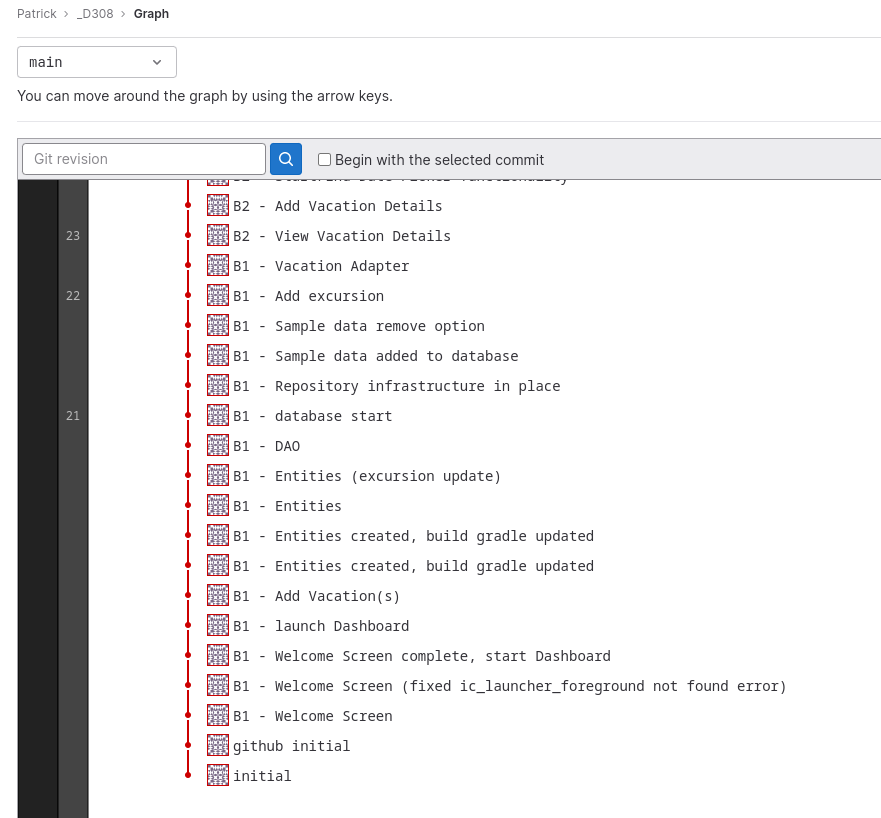 Patrick > _D308 > Graph
main
You can move around the graph by using the arrow keys.
Git revision
Begin with the selected commit
B2 - Add Vacation Details
23 B2 - View Vacation Details
B1 - Vacation Adapter
22 B1 - Add excursion
B1 - Sample data remove option
B1 - Sample data added to database
B1 - Repository infrastructure in place
21 B1 - database start
B1 - DAO
B1 - Entities (excursion update)
B1 - Entities
B1 - Entities created, build gradle updated
B1 - Entities created, build gradle updated
B1 - Add Vacation(s)
B1 - launch Dashboard
B1 - Welcome Screen complete, start Dashboard
B1 - Welcome Screen (fixed ic_launcher_foreground not found error)
B1 - Welcome Screen
github initial
initial